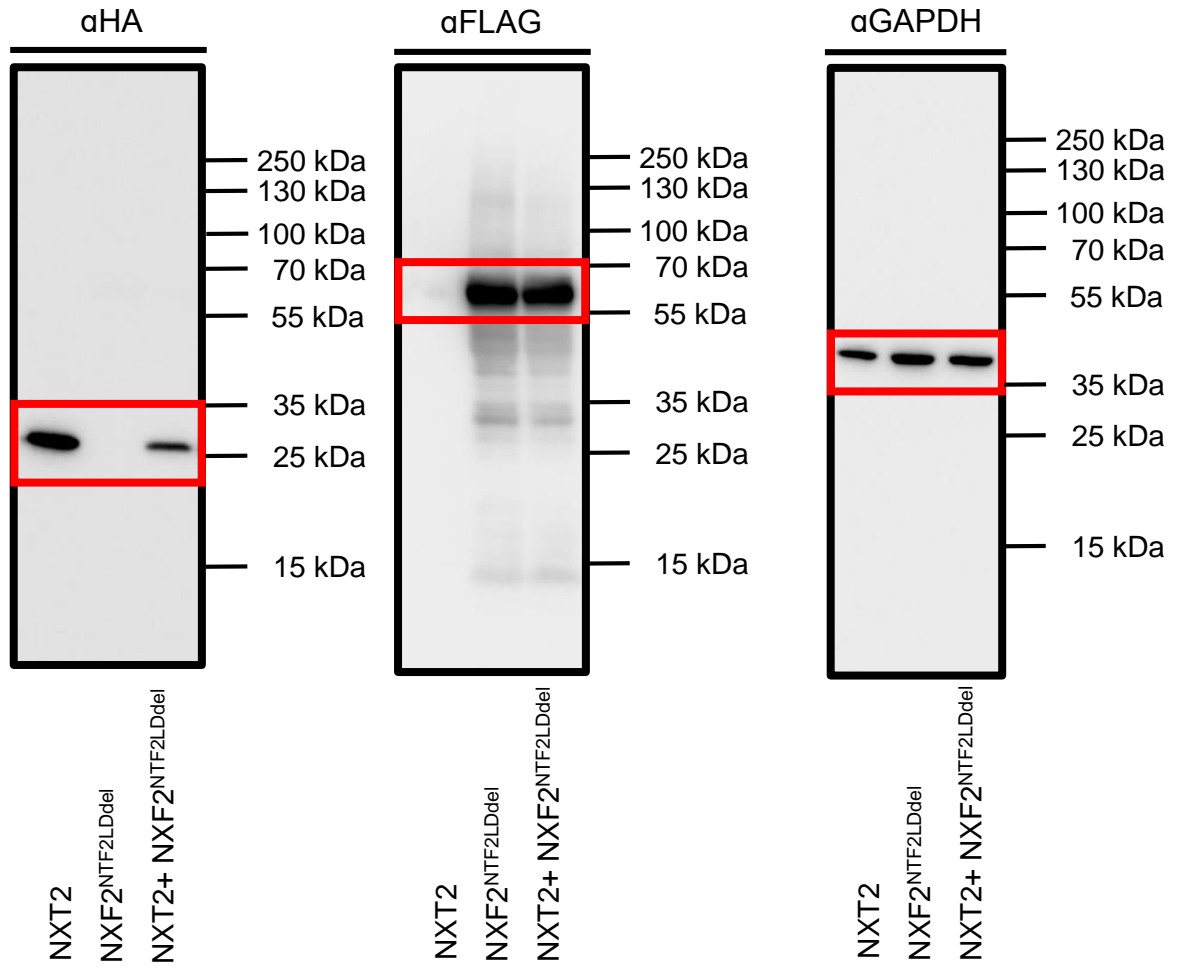 ɑHA
250 kDa
130 kDa
100 kDa
70 kDa
55 kDa
35 kDa
25 kDa
15 kDa
NXT2
NXF2NTF2LDdel
NXT2+ NXF2NTF2LDdel
ɑFLAG
250 kDa
130 kDa
100 kDa
70 kDa
55 kDa
35 kDa
25 kDa
15 kDa
NXT2
NXF2NTF2LDdel
NXT2+ NXF2NTF2LDdel
ɑGAPDH
250 kDa
130 kDa
100 kDa
70 kDa
55 kDa
35 kDa
25 kDa
15 kDa
NXT2
NXF2NTF2LDdel
NXT2+ NXF2NTF2LDdel